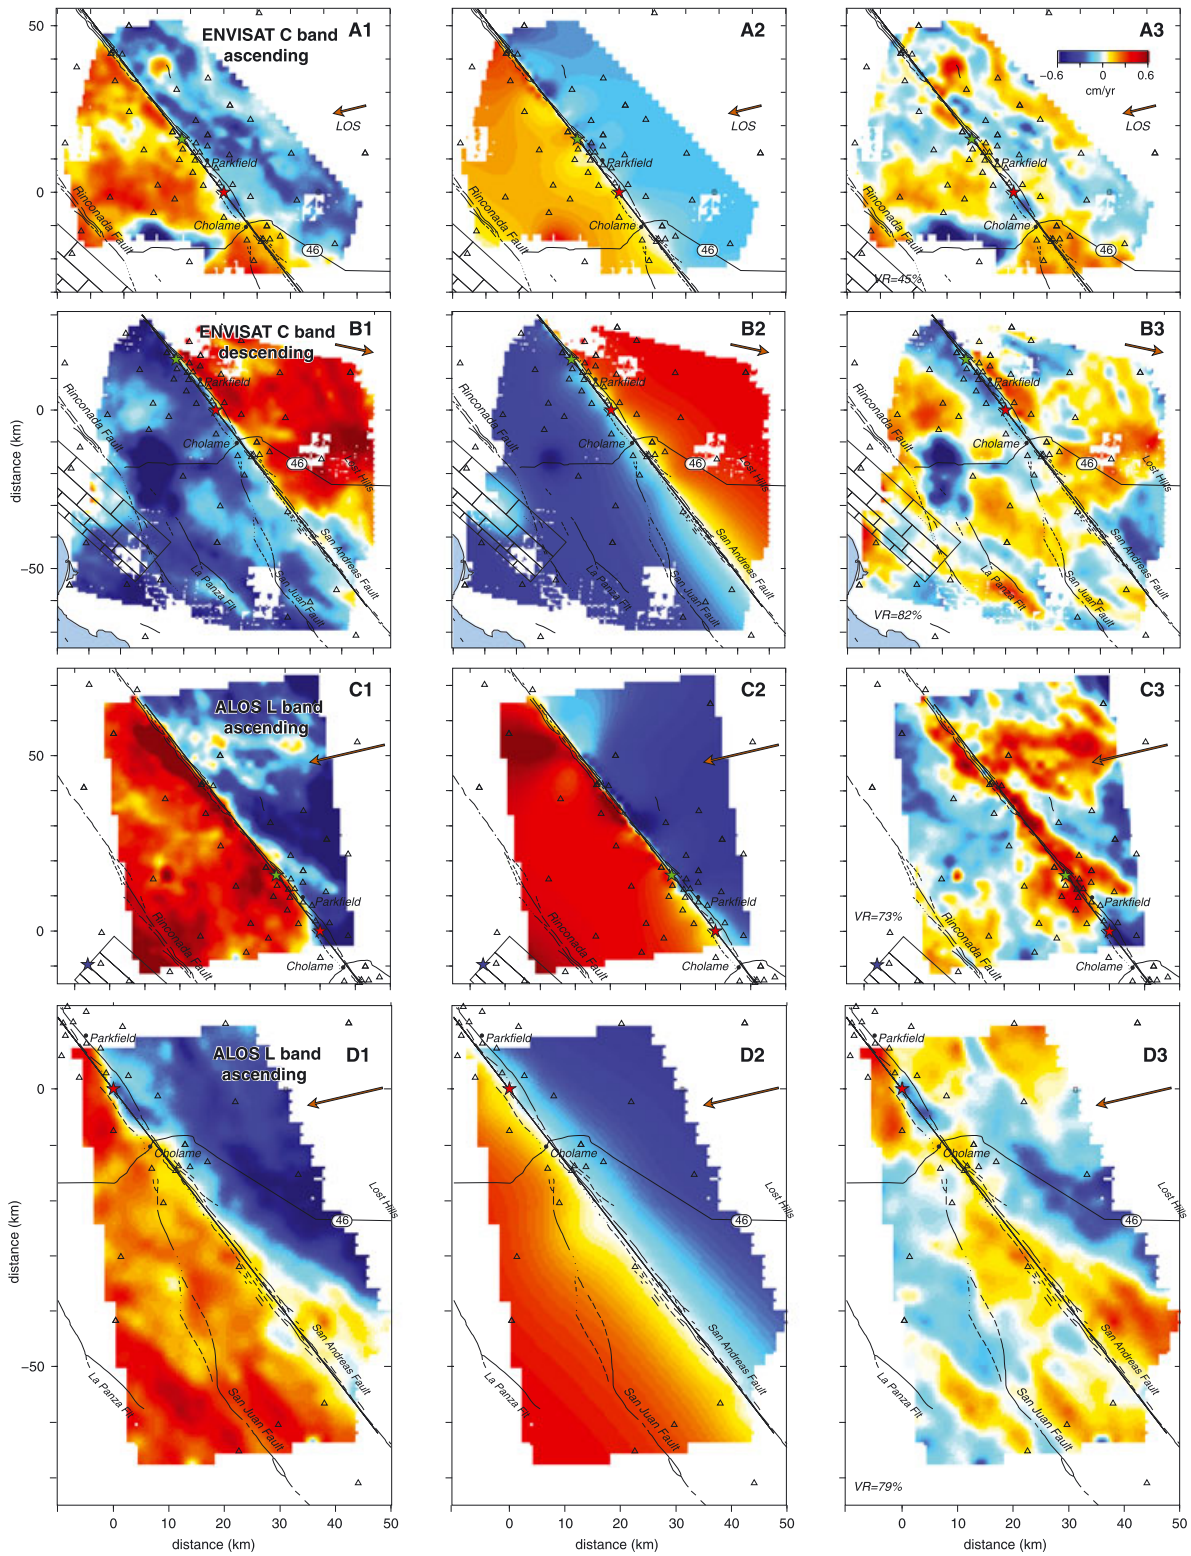 50
ENVISAT C band
ascending
A1
LOS
Parkfield
0
Rinconada Fault
Cholame
46
A2
LOS
Parkfield
Rinconada Fault
Cholame
46
A3
−0.6
0
0.6
cm/yr
LOS
Parkfield
Rinconada Fault
Cholame
46
VR=45%
ENVISAT C band
descending
B1
Parkfield
0
Rinconada Fault
Cholame
46
Lost Hills
distance (km)
−50
La Panza Flt
San Juan Fault
San Andreas Fault
B2
Parkfield
Rinconada Fault
Cholame
46
La Panza Flt
San Juan Fault
San Andreas Fault
B3
Parkfield
Rinconada Fault
Cholame
46
Lost Hills
La Panza Flt
San Juan Fault
San Andreas Fault
VR=82%
C1
ALOS L band
ascending
50
Parkfield
0
Rinconada Fault
Cholame
C2
Parkfield
Rinconada Fault
Cholame
C3
Parkfield
VR=73%
Rinconada Fault
Cholame
Parkfield
ALOS L band
ascending
D1
0
Cholame
Lost Hills
46
distance (km)
−50
La Panza Flt
San Juan Fault
San Andreas Fault
0
10
20
30
40
50
distance (km)
Parkfield
D2
Cholame
Lost Hills
46
La Panza Flt
San Juan Fault
San Andreas Fault
0
10
20
30
40
50
distance (km)
Parkfield
D3
Cholame
Lost Hills
46
La Panza Flt
San Juan Fault
San Andreas Fault
VR=79%
0
10
20
30
40
50
distance (km)